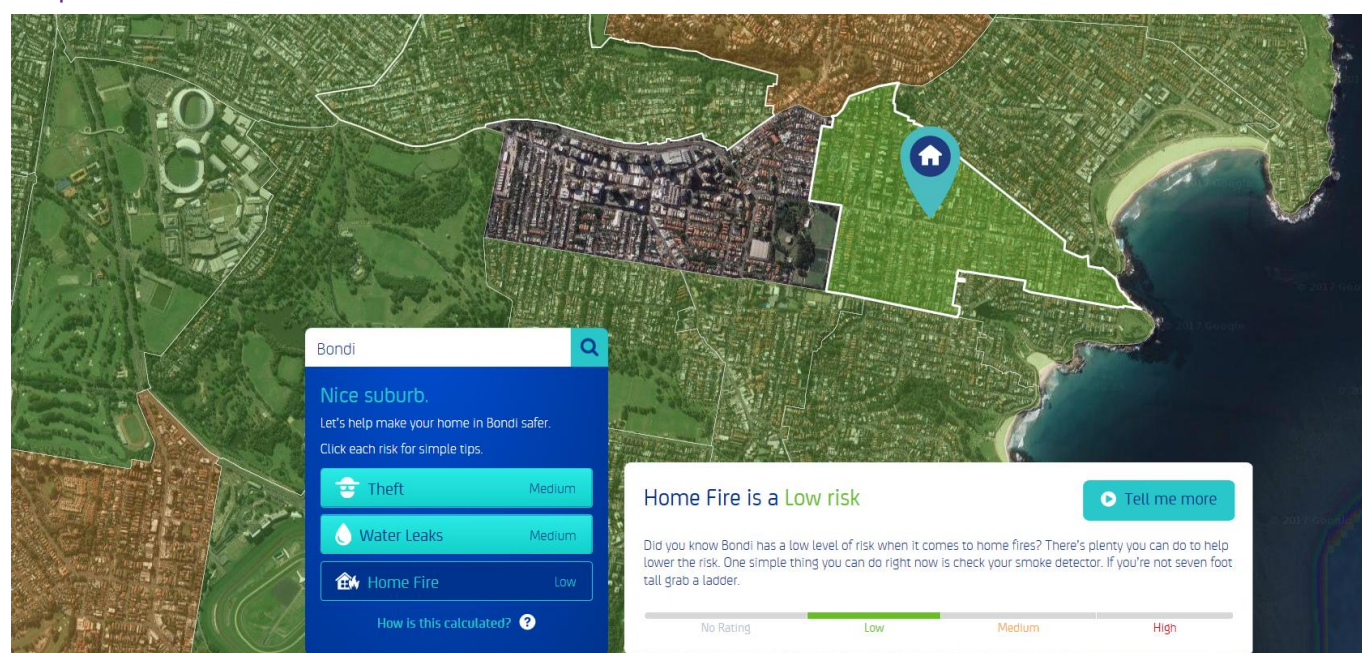 Bondi
Nice suburb.
Let's help make your home in Bondi safer.
Click each risk for simple tips.
Theft Medium
Water Leaks Medium
Home Fire Low
How is this calculated? ?
Home Fire is a Low risk
Tell me more
Did you know Bondi has a low level of risk when it comes to home fires? There's plenty you can do to help
lower the risk. One simple thing you can do right now is check your smoke detector. If you're not seven foot
tall grab a ladder.
No Rating Low Medium High
© 2017 Google